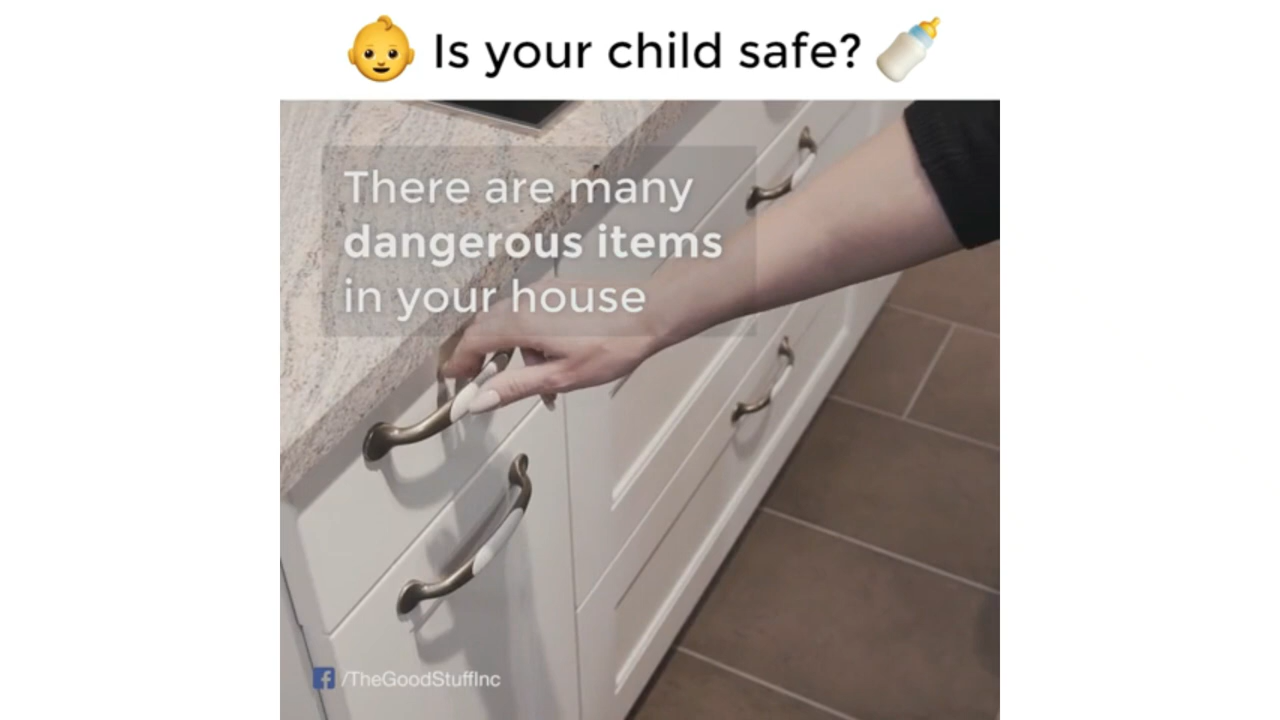 Is your child safe?
There are many
dangerous items
in your house
/TheGoodStuffInc